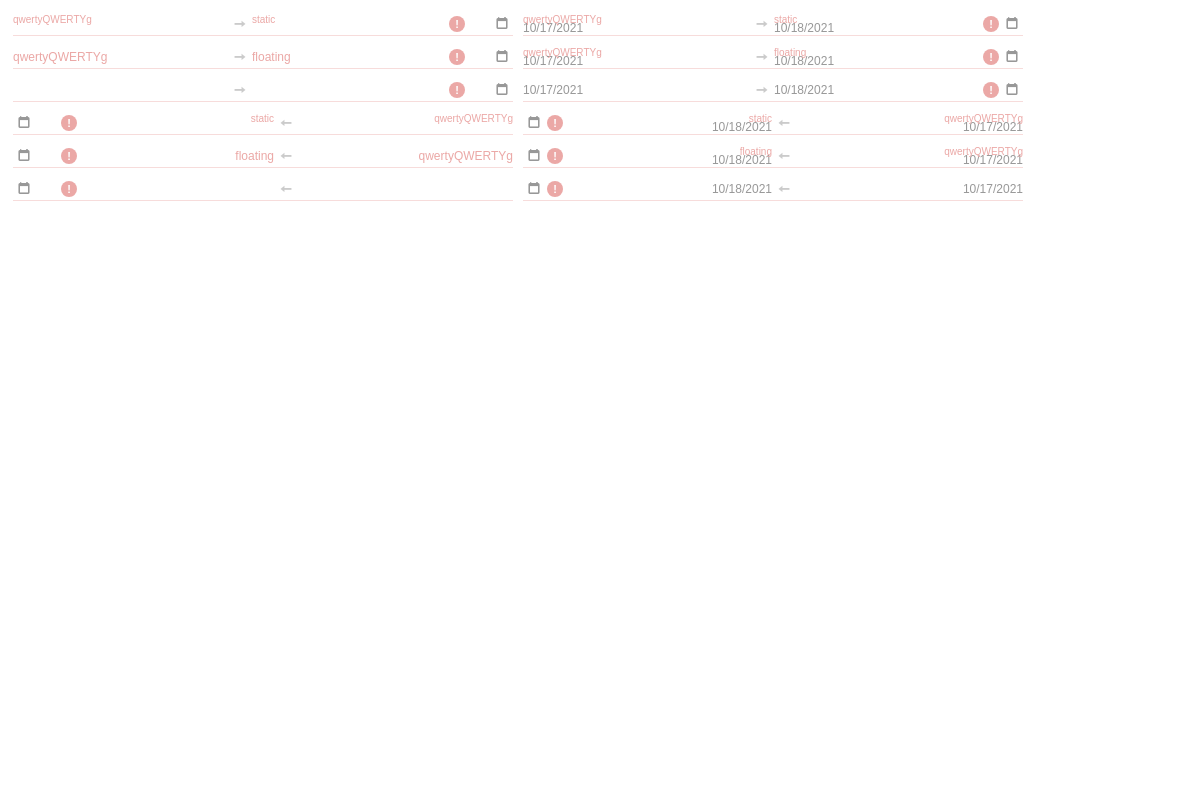 qwertyQWERTYg static ! qwertyQWERTYg static !
10/17/2021 10/18/2021
qwertyQWERTYg floating ! qwertyQWERTYg floating !
10/17/2021 10/18/2021
! 10/17/2021 10/18/2021 !
! static qwertyQWERTYg ! static qwertyQWERTYg
10/18/2021 10/17/2021
! floating qwertyQWERTYg ! floating qwertyQWERTYg
10/18/2021 10/17/2021
! ! 10/18/2021 10/17/2021